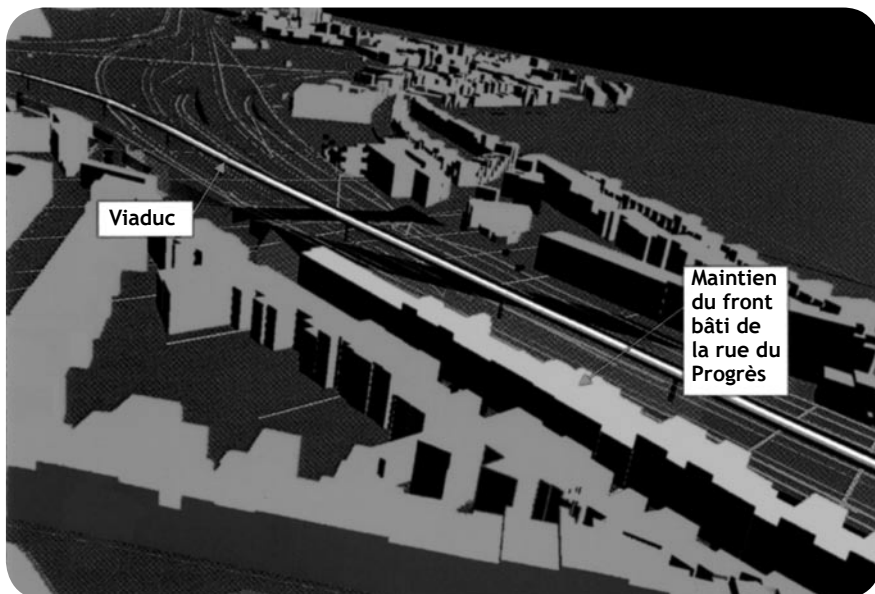 Viaduc
Maintien
du front
bâti de
la rue du
Progrès